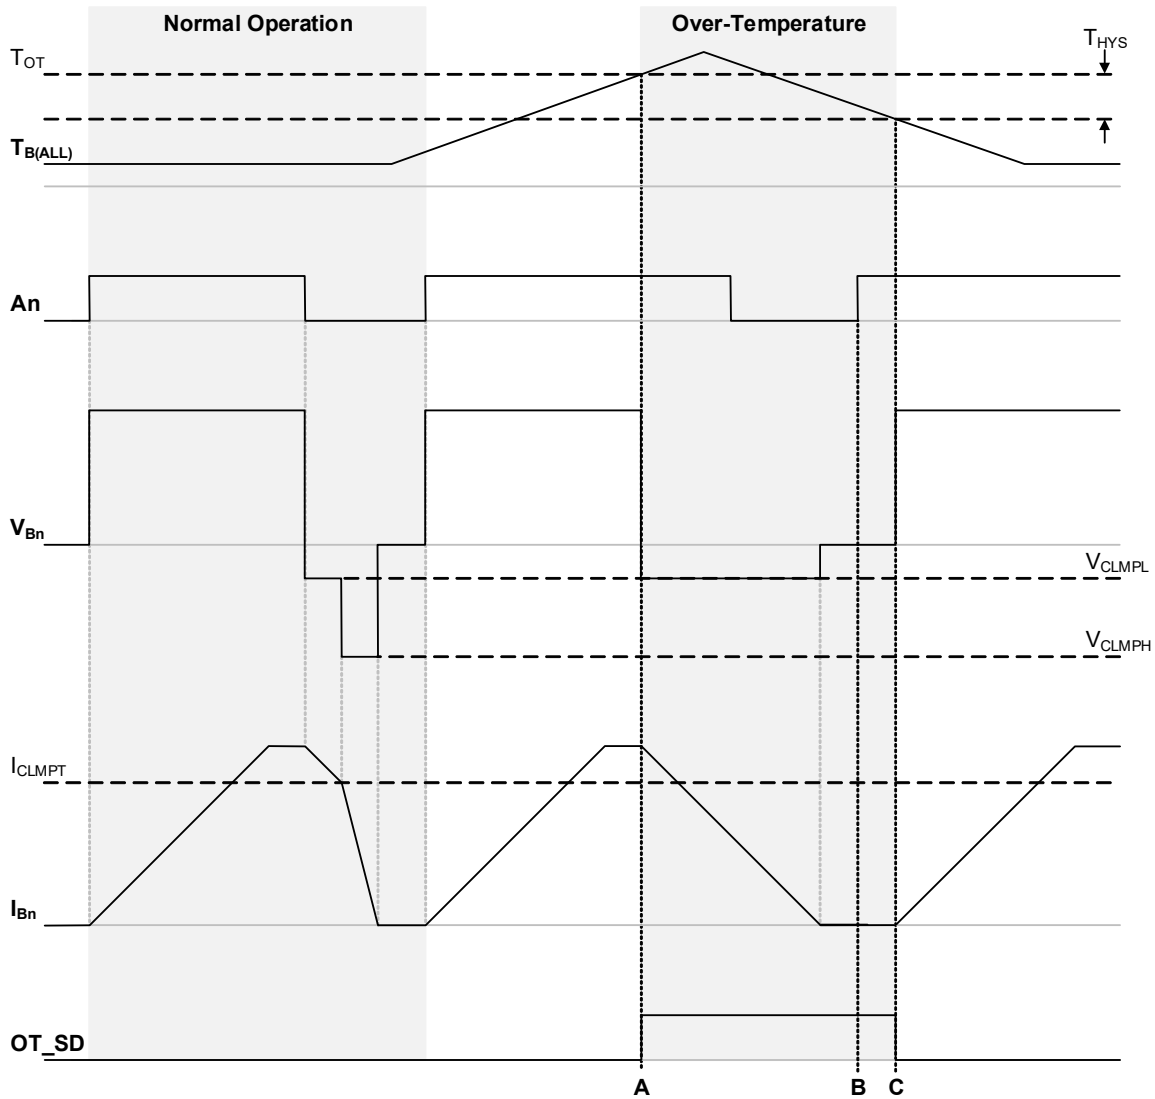 Normal Operation
Over-Temperature
T_OT
T_HYS
T_B(ALL)
An
V_Bn
V_CLMPL
V_CLMPH
I_CLMPT
I_Bn
OT_SD
A
B
C